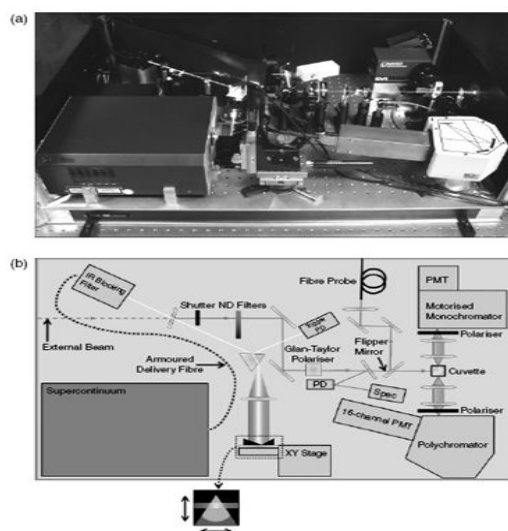 (a)
(b)
IR Blocking
Filter
Shutter ND Filters
Fibre Probe
PMT
Motorised
Monochromator
External Beam
Armoured
Delivery Fibre
Glan-Taylor
Polariser
PD
Flipper
Mirror
Polariser
Cuvette
PD
Spec
Polariser
Supercontinuum
16-channel PMT
XY Stage
Polychromator